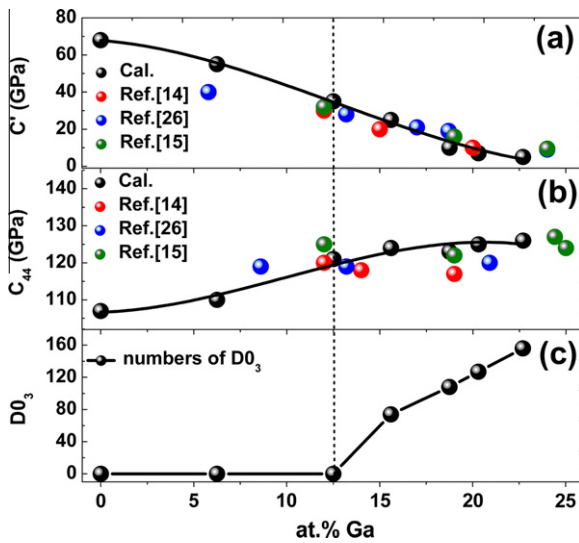 80
60
40
20
0
C' (GPa)
(a)
Cal.
Ref.[14]
Ref.[26]
Ref.[15]
140
130
120
110
C44 (GPa)
(b)
Cal.
Ref.[14]
Ref.[26]
Ref.[15]
160
120
80
40
0
D03
(c)
numbers of D03
0 5 10 15 20 25
at.% Ga